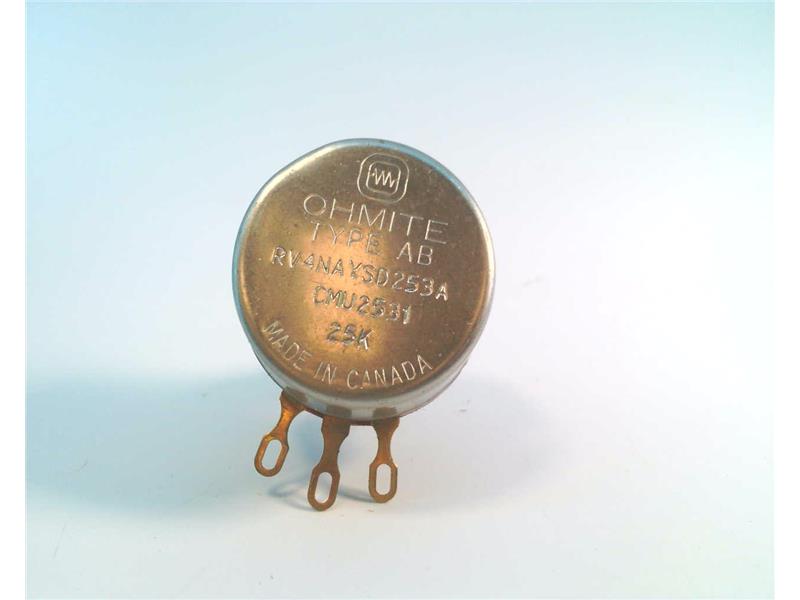 OHMITE
TYPE AB
RV4NAYSD253A
CMU2531
25K
MADE IN CANADA